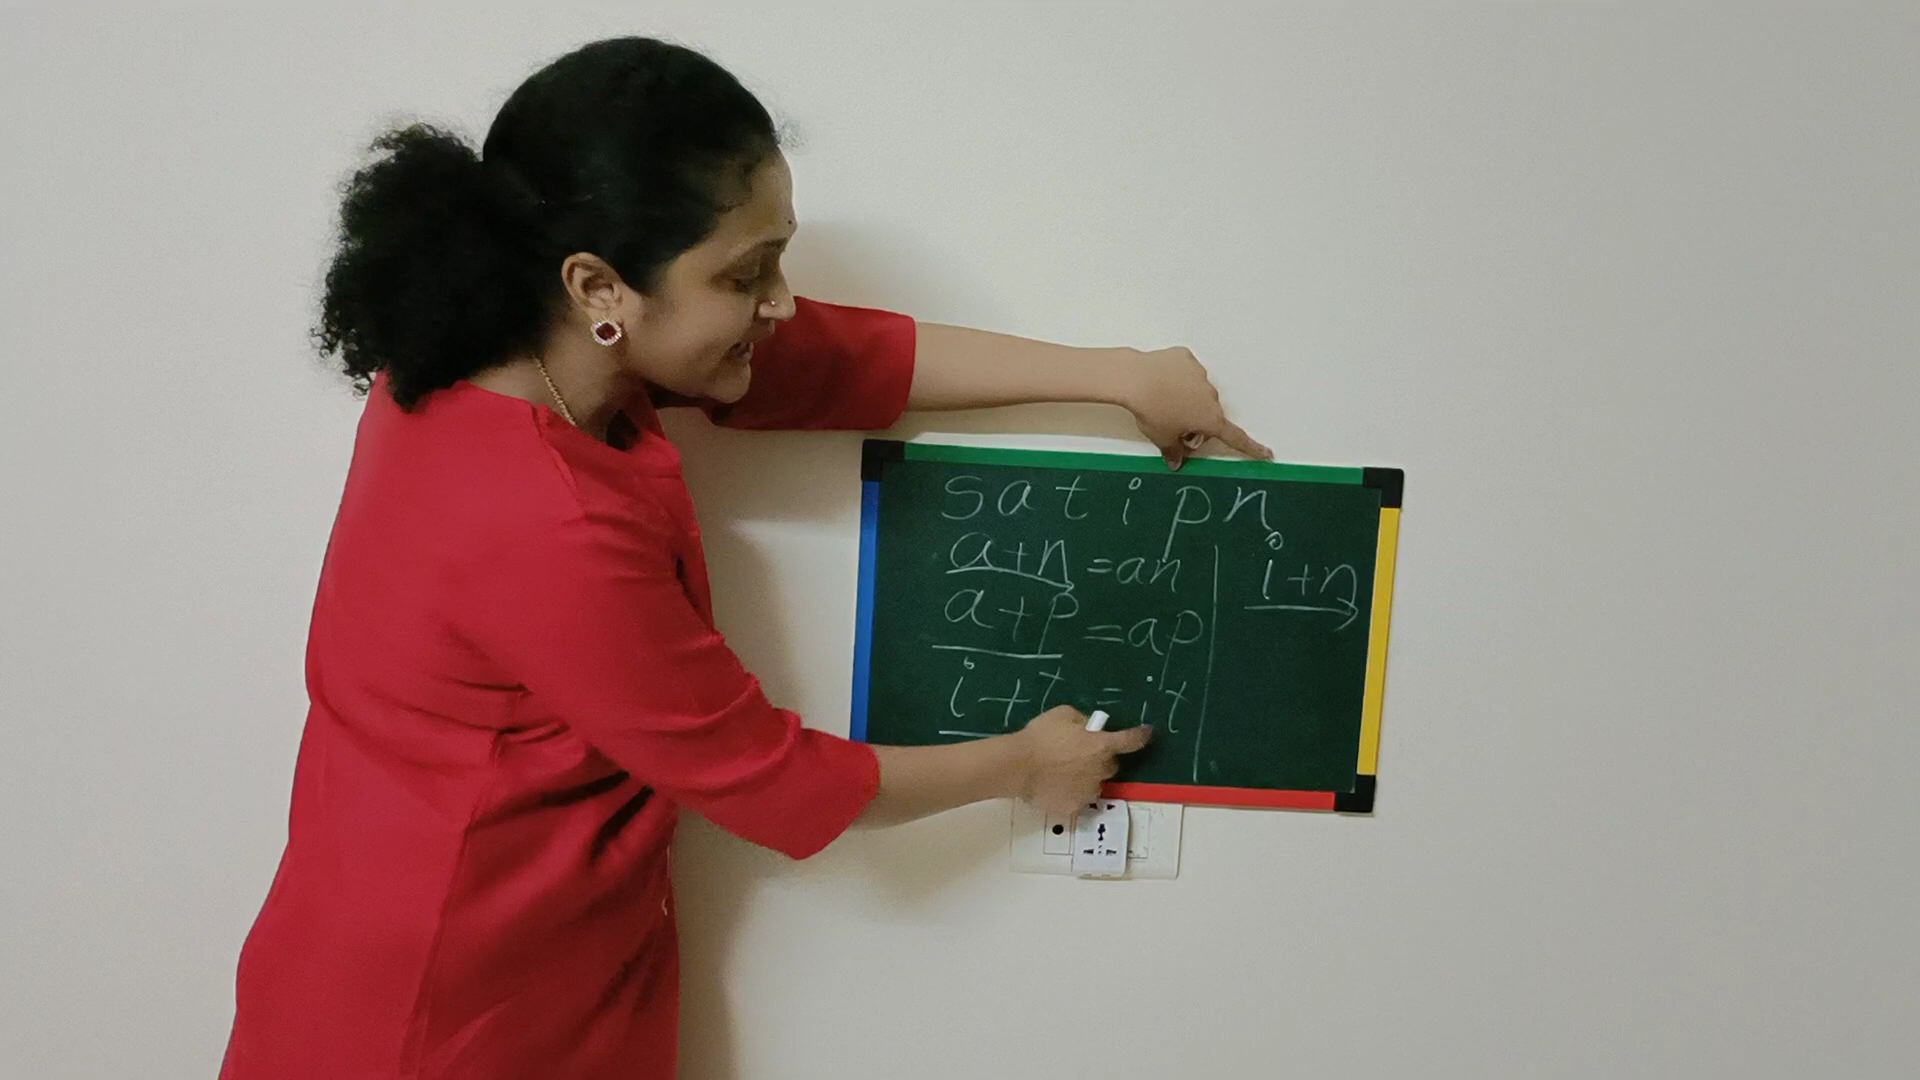 s a t i p n
a+n = an
a+p = ap
i+t = it
i+n